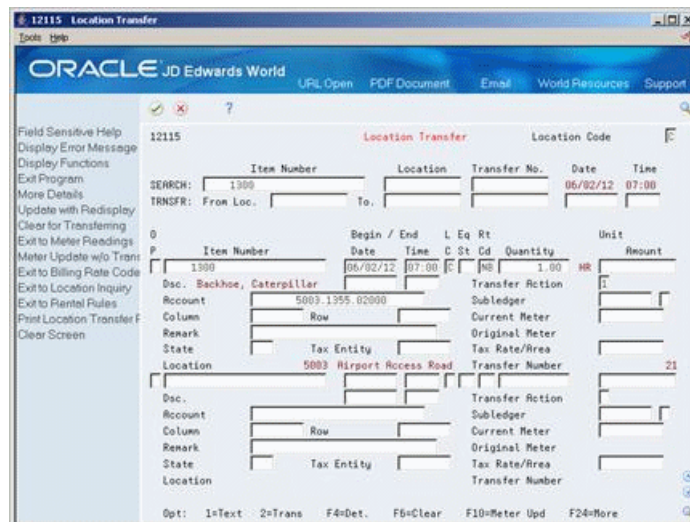 12115 Location Transfer
Tools Help
ORACLE JD Edwards World
URL Open PDF Document Email World Resources Support
?
Field Sensitive Help
Display Error Message
Display Functions
Exit Program
More Details
Update with Redisplay
Clear for Transferring
Exit to Meter Readings
Meter Update w/o Trans
Exit to Billing Rate Code
Exit to Location Inquiry
Exit to Rental Rules
Print Location Transfer F
Clear Screen
12115 Location Transfer Location Code C
Item Number Location Transfer No. Date Time
SEARCH: 1300 06/02/12 07:00
TRNSFR: From Loc. To.
O Begin / End L Eq Rt Unit
P Item Number Date Time C St Cd Quantity Amount
1300 06/02/12 07:00 C NB 1.00 HR
Dsc. Backhoe, Caterpillar Transfer Action 1
Account 5003.1355.02000 Subledger
Column Row Current Meter
Remark Original Meter
State Tax Entity Tax Rate/Area
Location 5003 Airport Access Road Transfer Number 21
Dsc. Transfer Action
Account Subledger
Column Row Current Meter
Remark Original Meter
State Tax Entity Tax Rate/Area
Location Transfer Number
Opt: 1=Text 2=Trans F4=Det. F6=Clear F10=Meter Upd F24=More